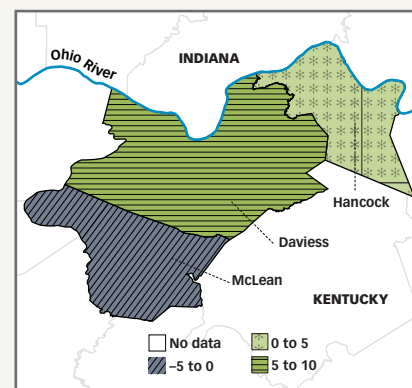 Ohio River
INDIANA
Hancock
Daviess
McLean
KENTUCKY
No data
0 to 5
–5 to 0
5 to 10